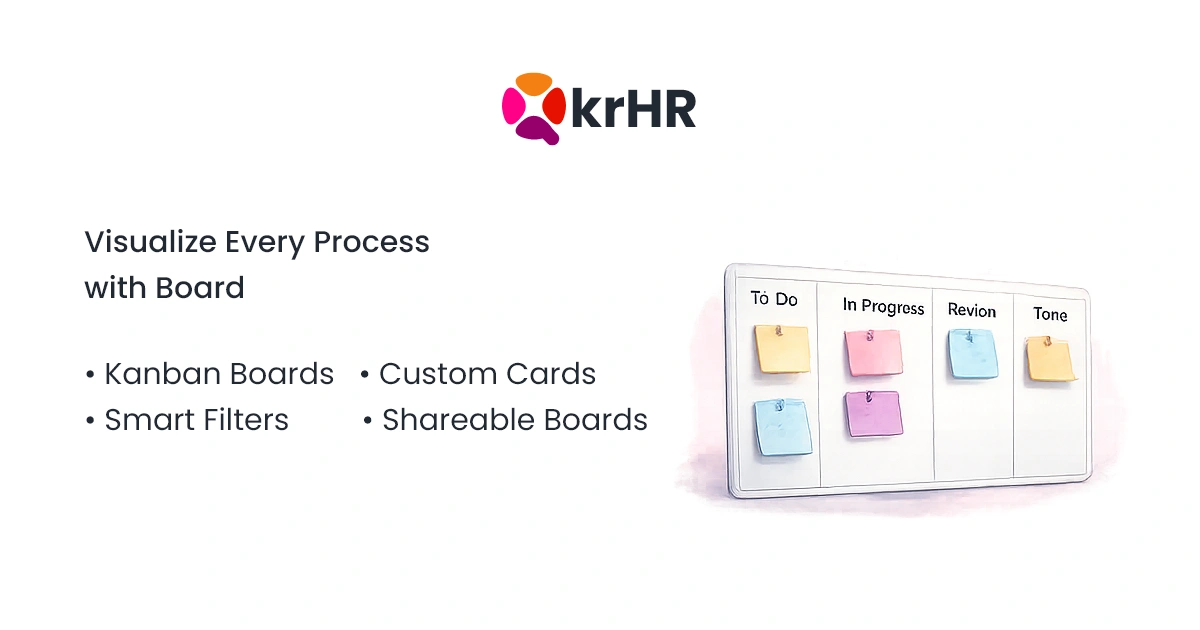 QkrHR
Visualize Every Process
with Board
• Kanban Boards • Custom Cards
• Smart Filters • Shareable Boards
To Do In Progress Revion Tone